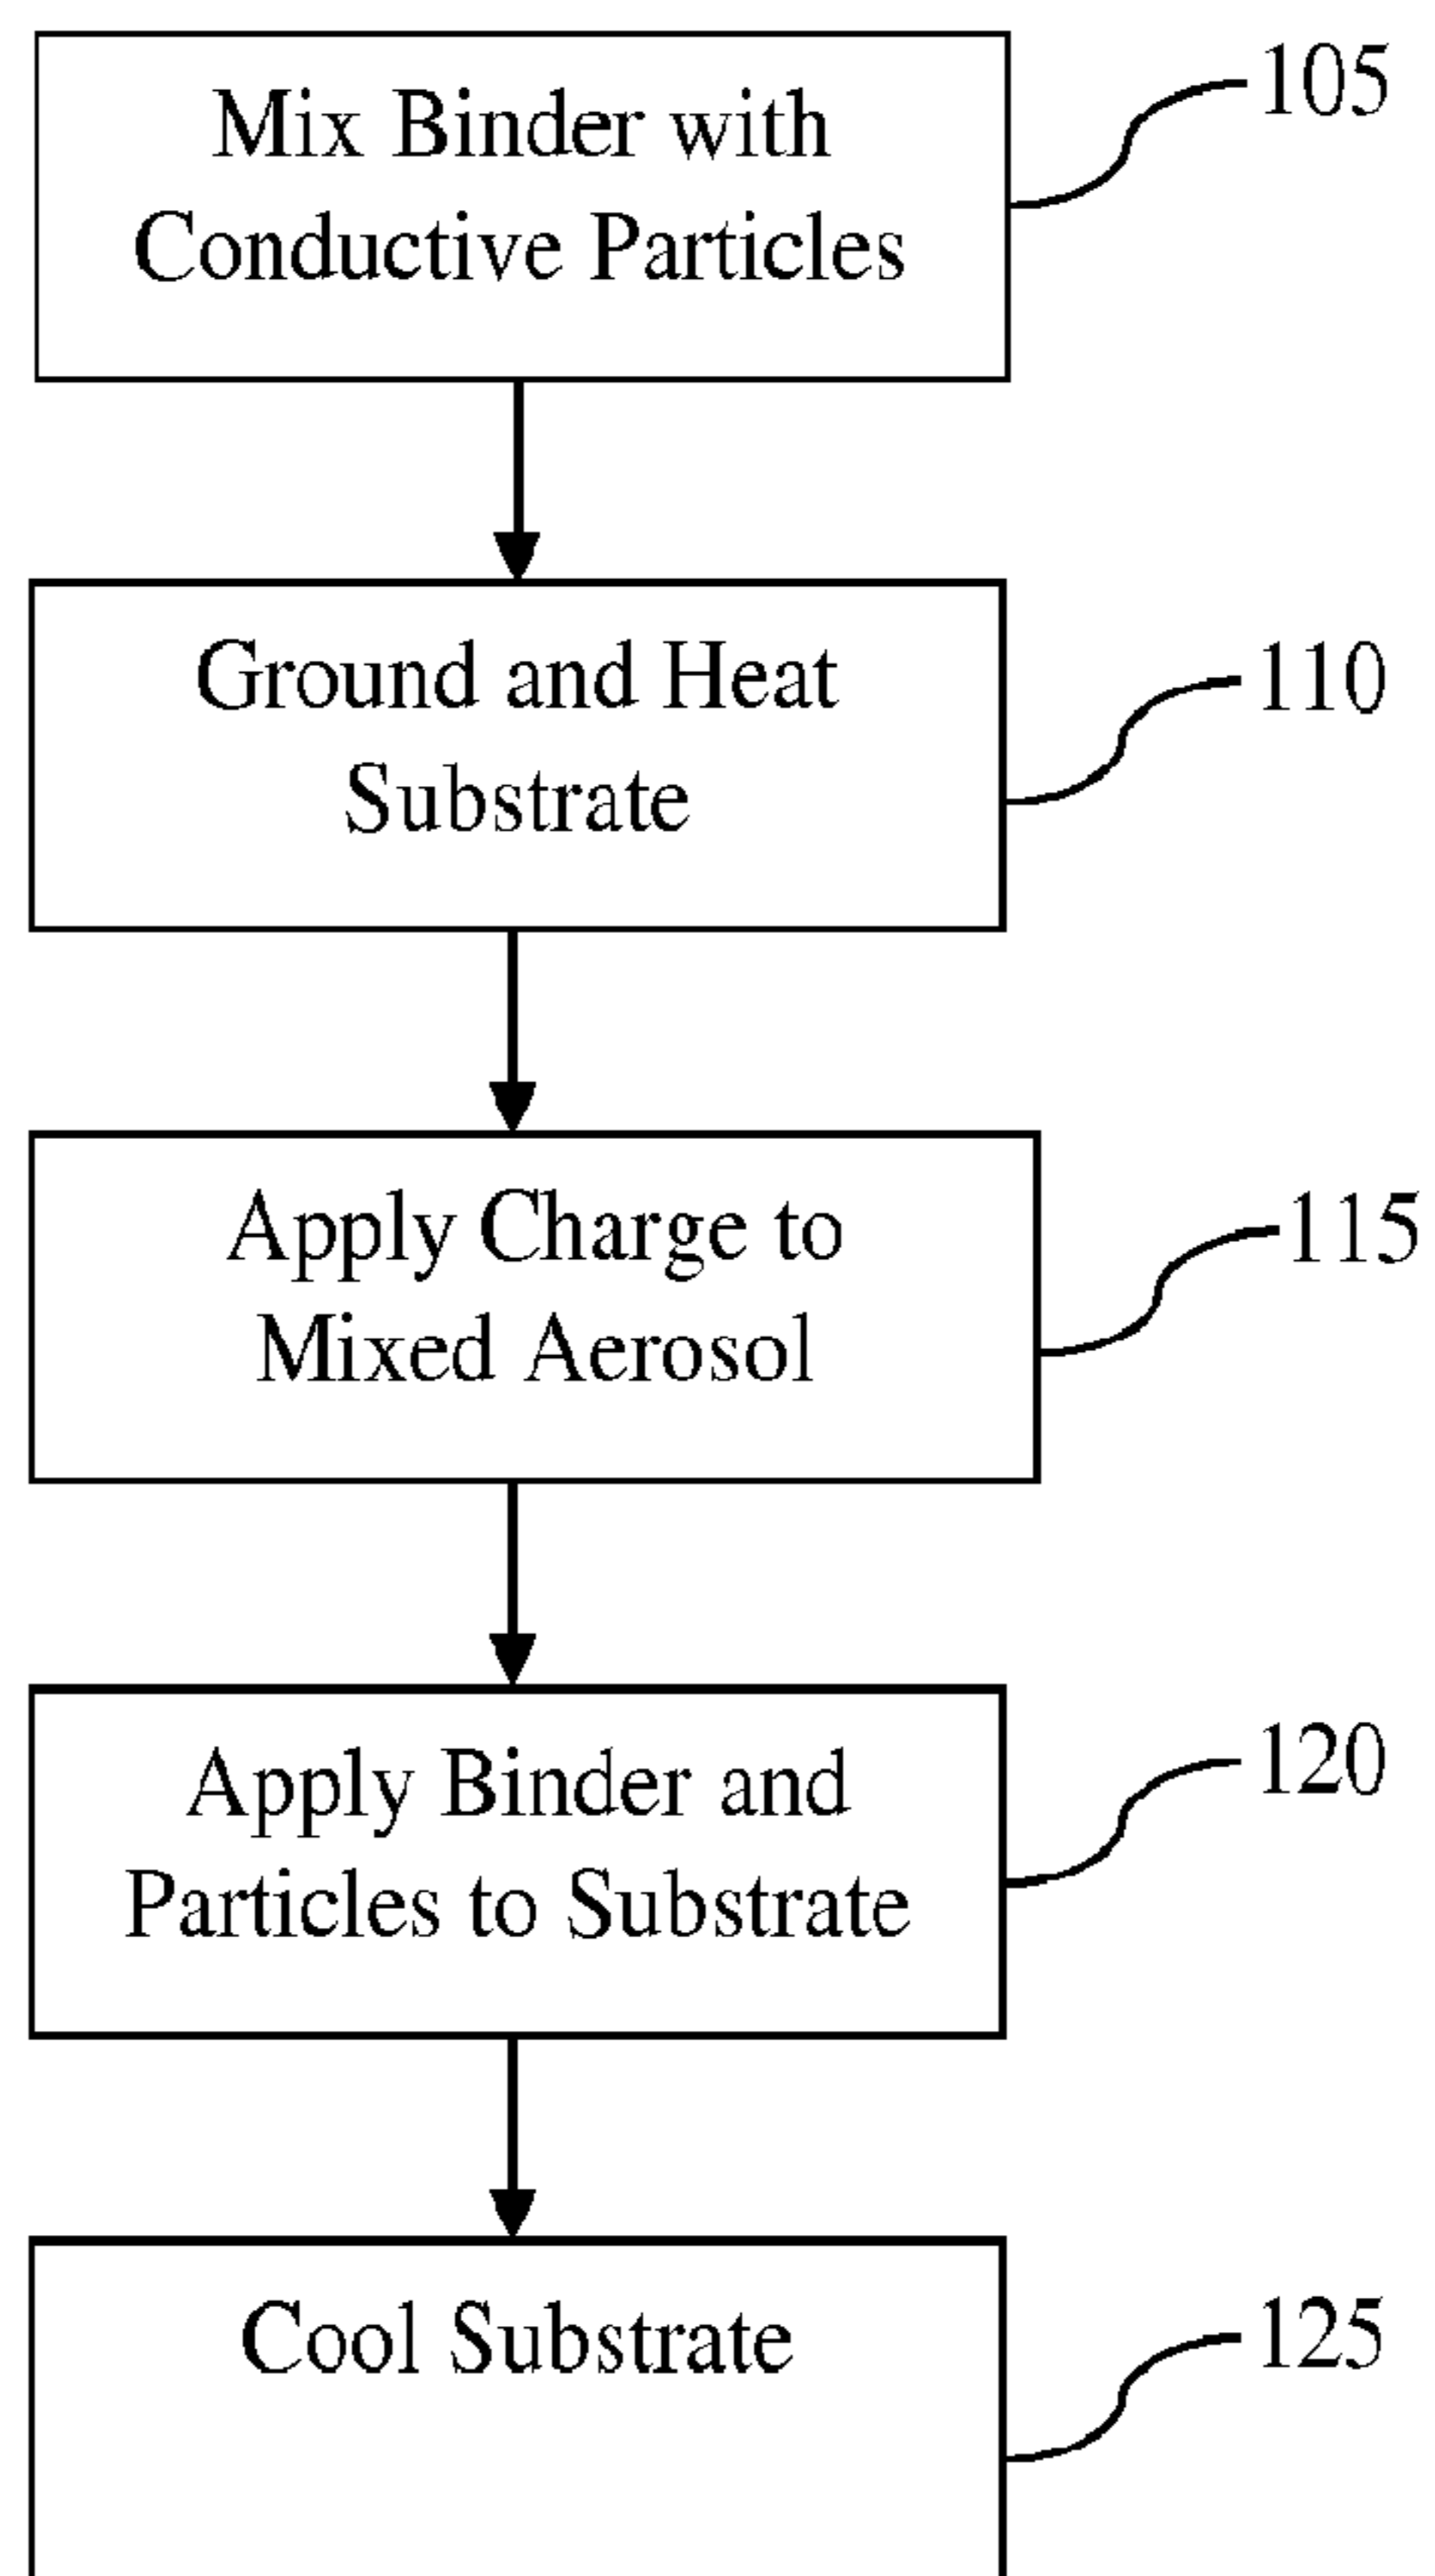 Mix Binder with
Conductive Particles
105
Ground and Heat
Substrate
110
Apply Charge to
Mixed Aerosol
115
Apply Binder and
Particles to Substrate
120
Cool Substrate
125